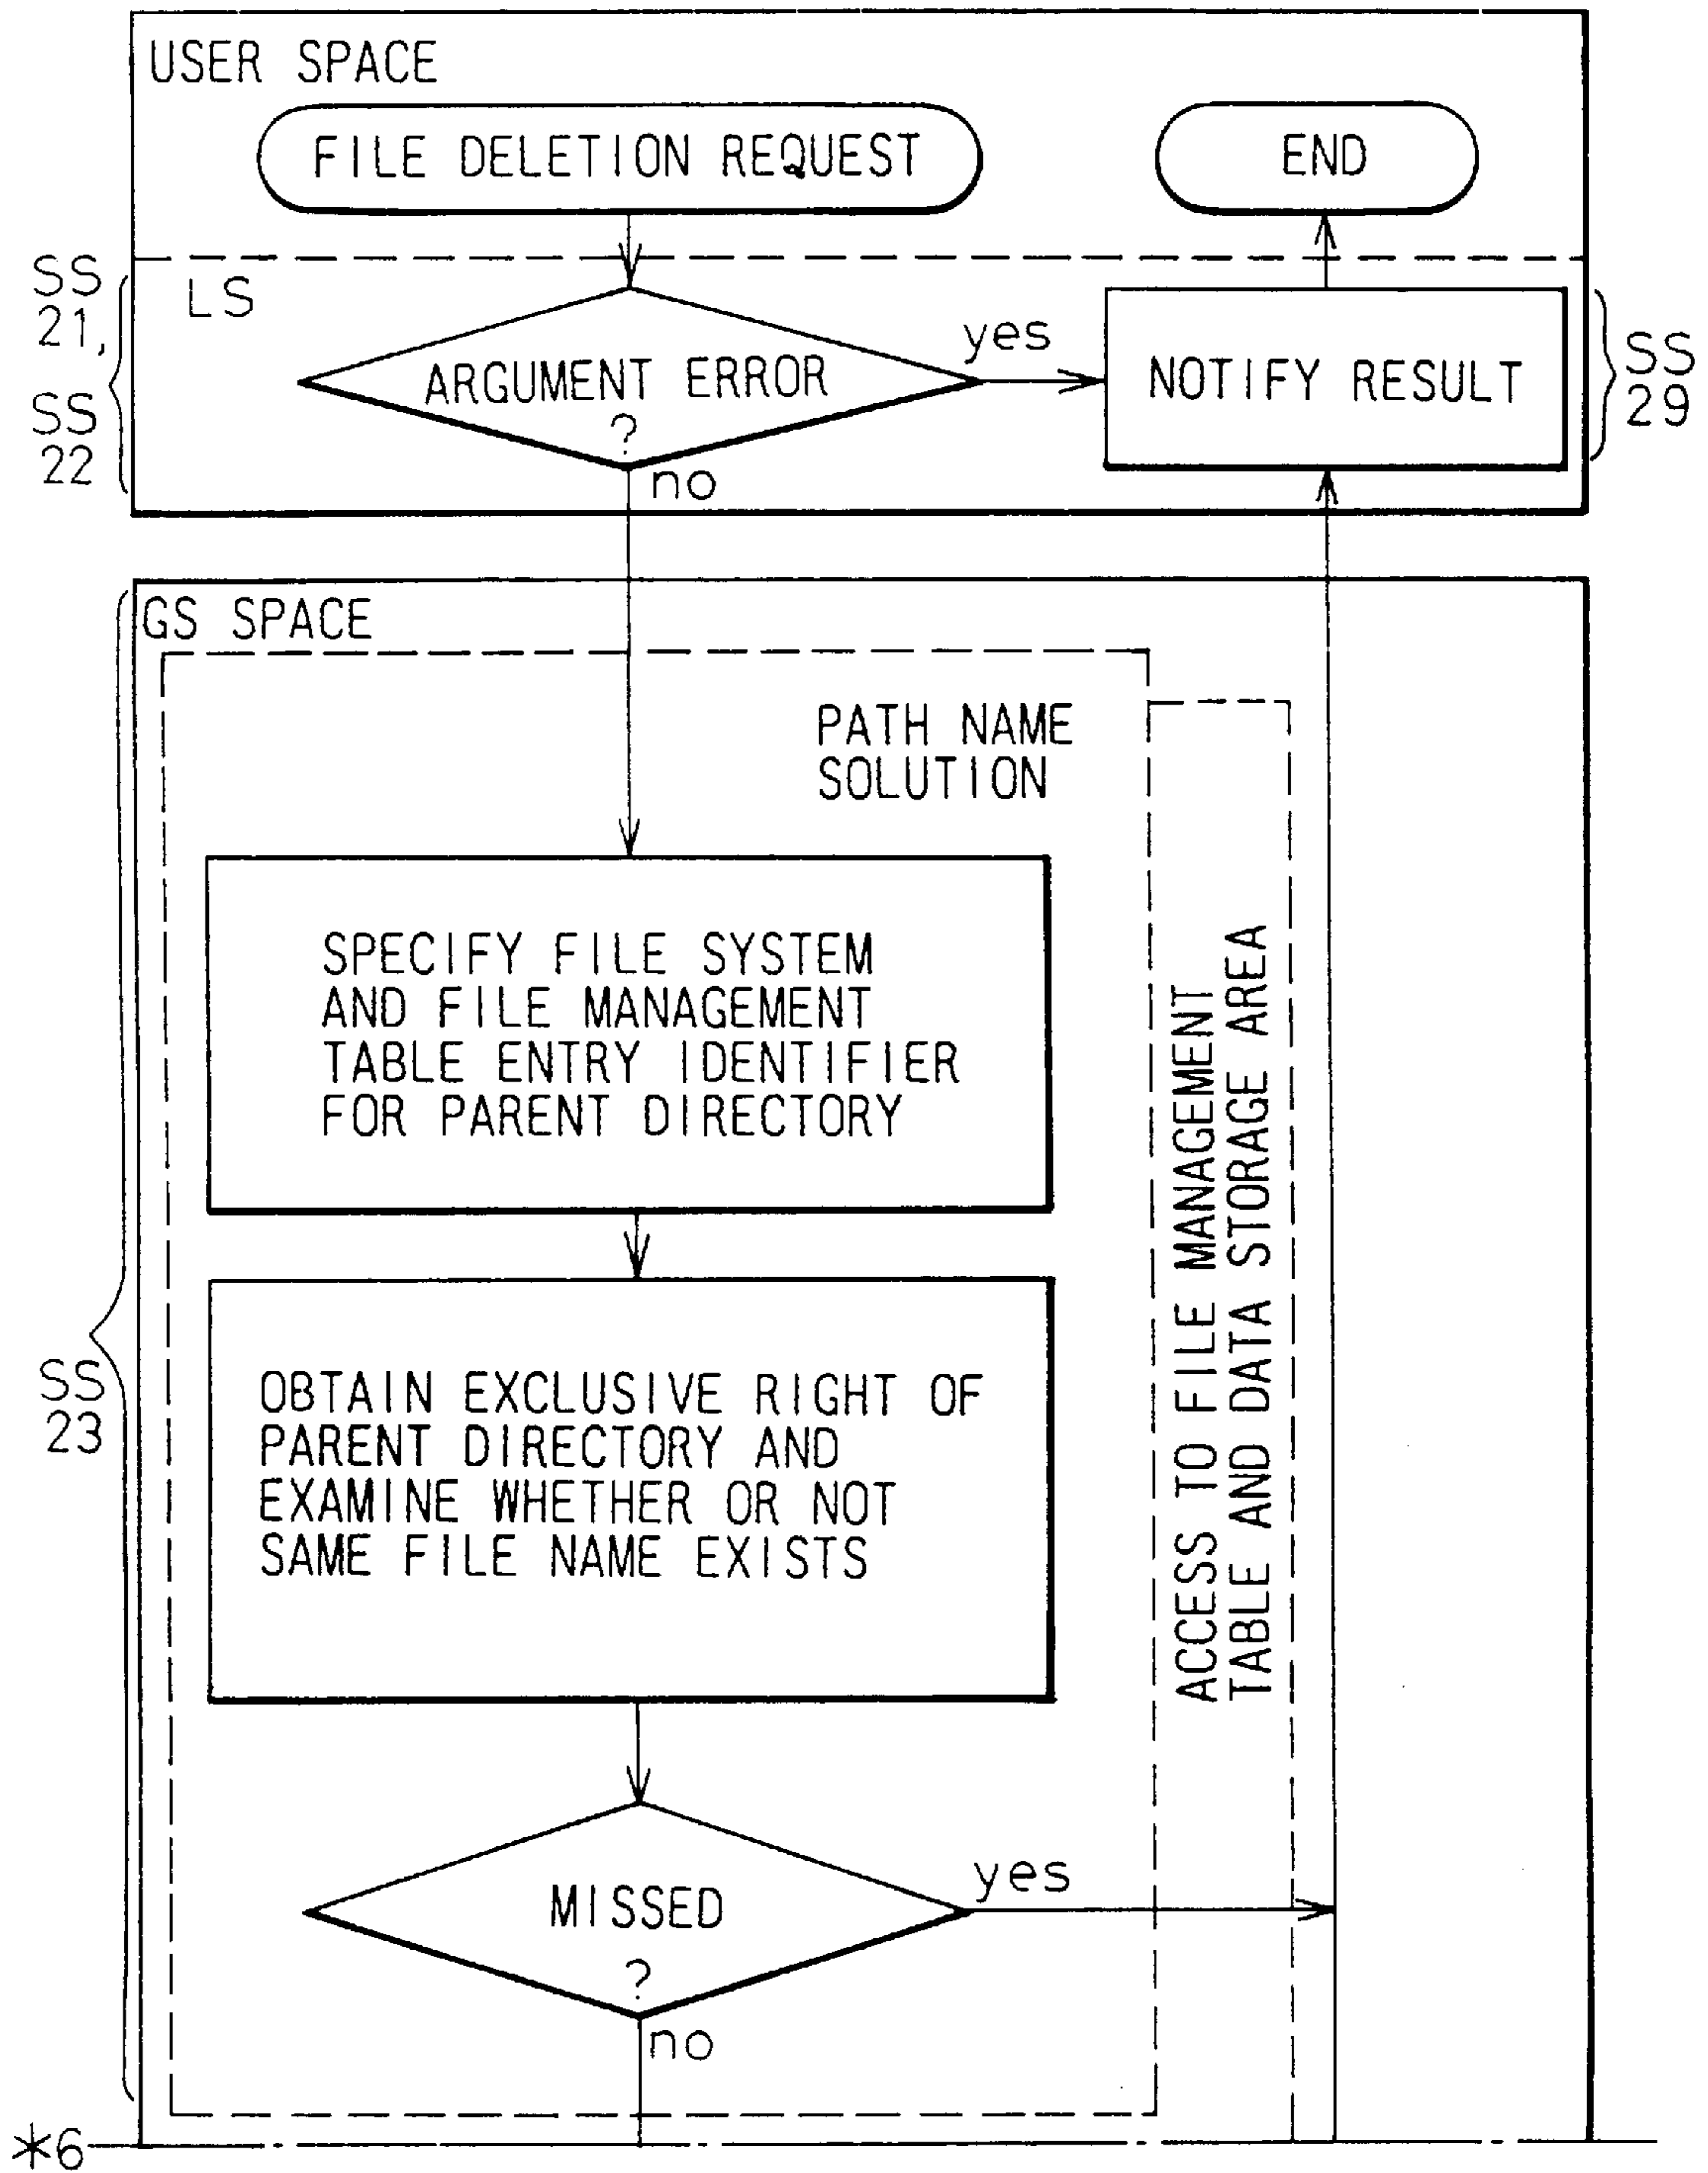 USER SPACE
FILE DELETION REQUEST
END
SS
21,
SS
22
LS
ARGUMENT ERROR
?
yes
no
NOTIFY RESULT
SS
29
GS SPACE
PATH NAME
SOLUTION
SPECIFY FILE SYSTEM
AND FILE MANAGEMENT
TABLE ENTRY IDENTIFIER
FOR PARENT DIRECTORY
OBTAIN EXCLUSIVE RIGHT OF
PARENT DIRECTORY AND
EXAMINE WHETHER OR NOT
SAME FILE NAME EXISTS
ACCESS TO FILE MANAGEMENT
TABLE AND DATA STORAGE AREA
SS
23
MISSED
?
yes
no
*6